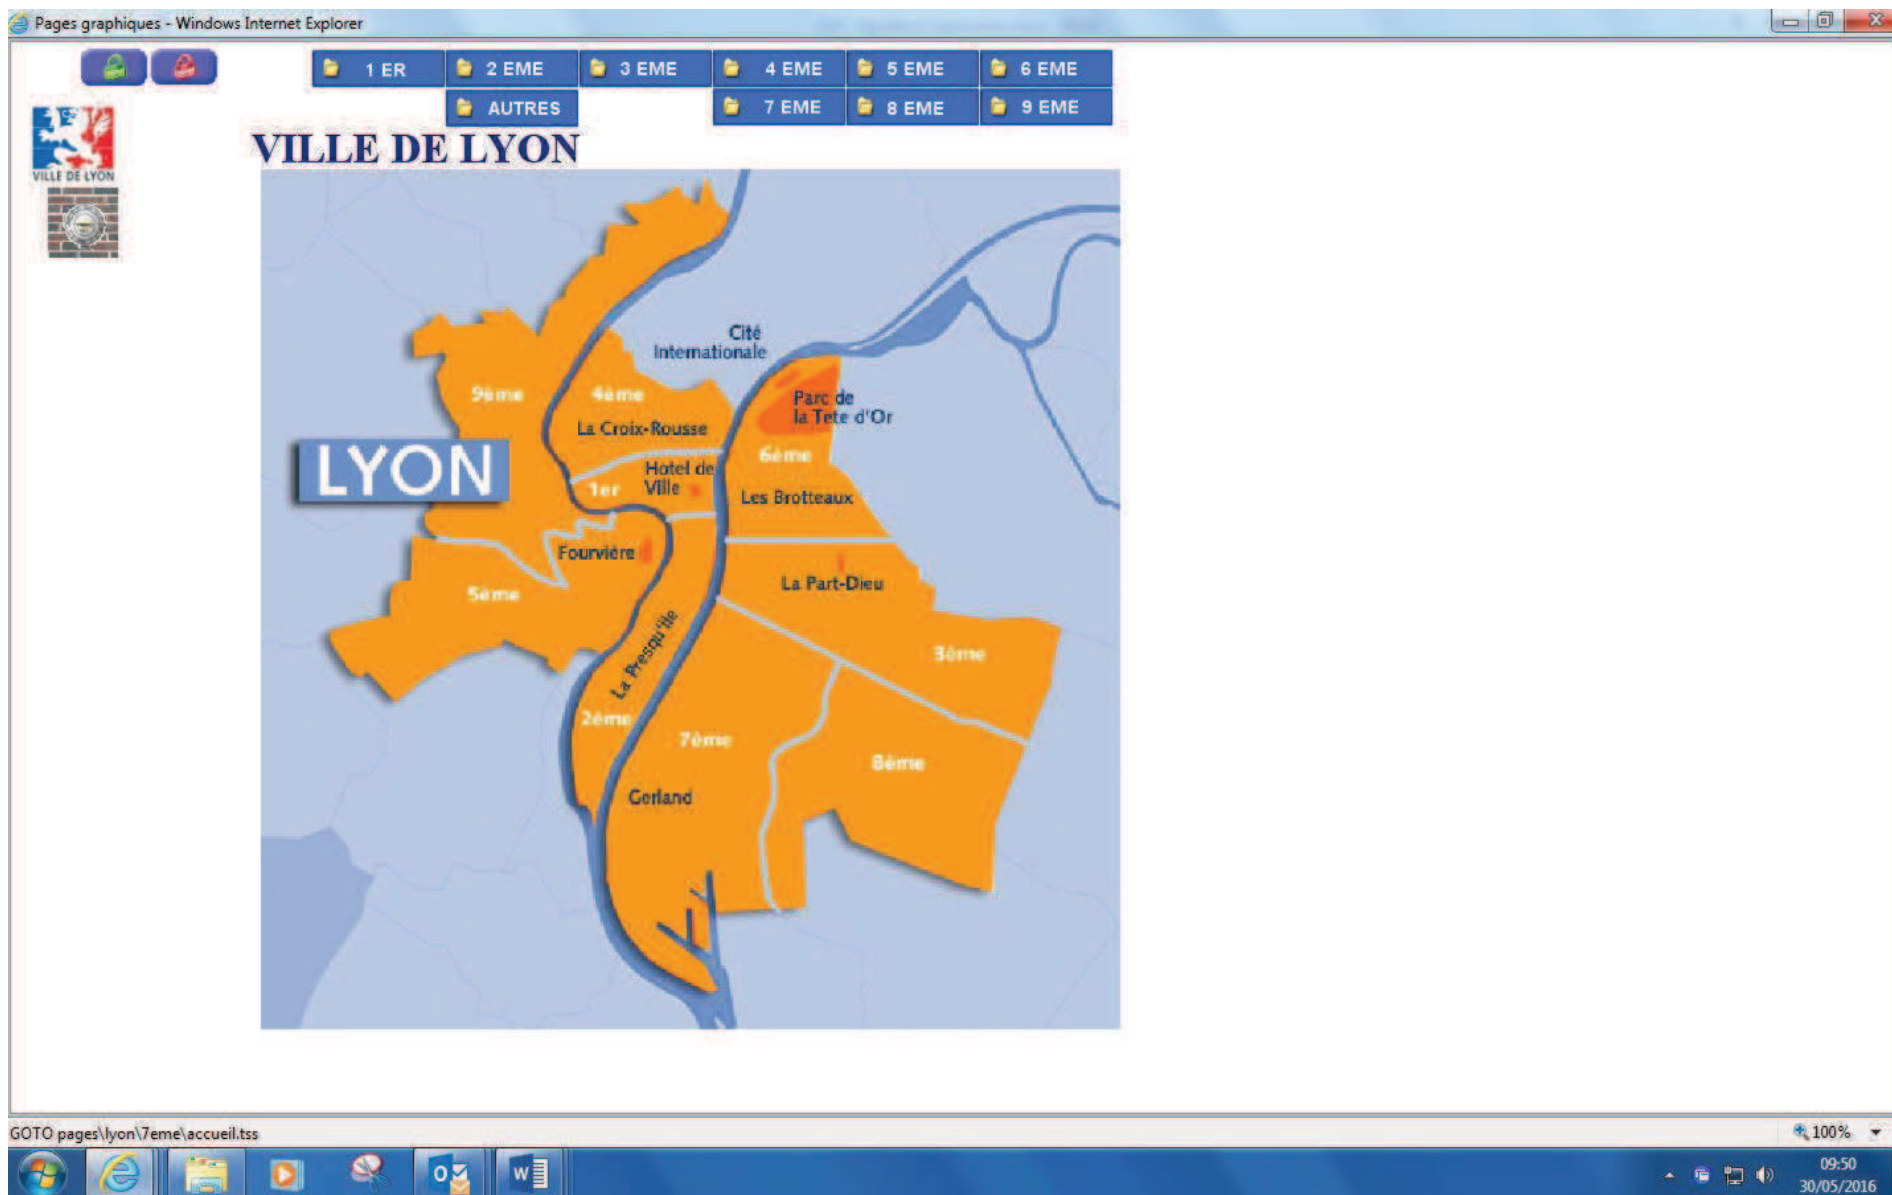 Pages graphiques - Windows Internet Explorer
1 ER
2 EME
3 EME
4 EME
5 EME
6 EME
AUTRES
7 EME
8 EME
9 EME
VILLE DE LYON
VILLE DE LYON
Cité
Internationale
9ème
4ème
La Croix-Rousse
Parc de
la Tete d'Or
6ème
LYON
Hotel de
Ville
1er
Les Brotteaux
Fourvière
La Part-Dieu
5ème
La Presqu'île
3ème
2ème
7ème
8ème
Gerland
GOTO pages\lyon\7eme\accueil.tss
100%
09:50
30/05/2016